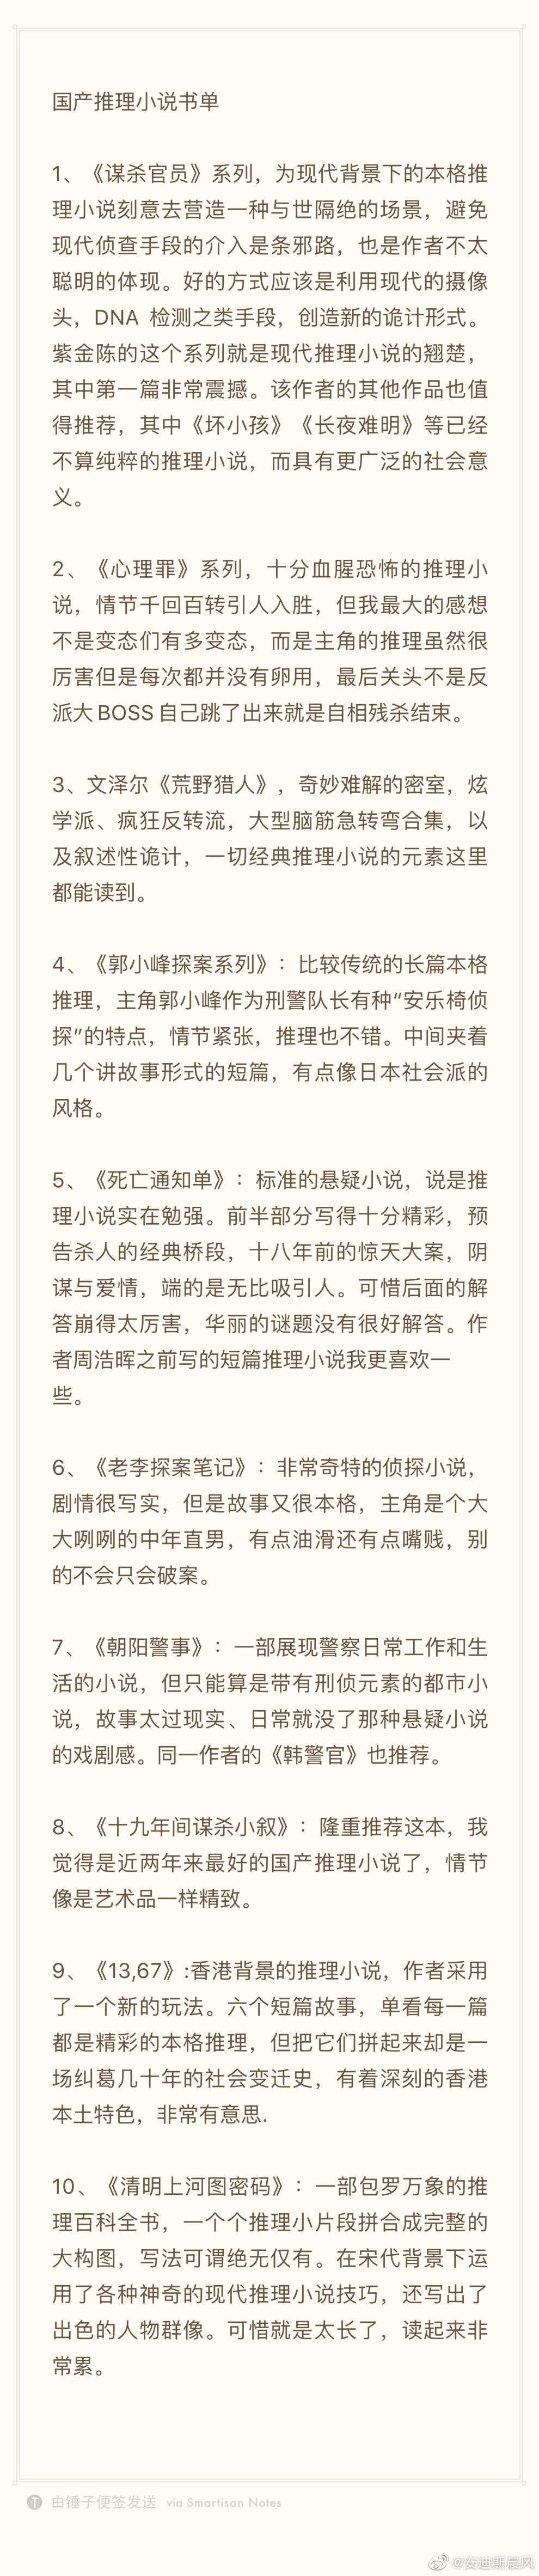 国产推理小说书单
1、《谋杀官员》系列，为现代背景下的本格推
理小说刻意去营造一种与世隔绝的场景，避免
现代侦查手段的介入是条邪路，也是作者不太
聪明的体现。好的方式应该是利用现代的摄像
头，DNA 检测之类手段，创造新的诡计形式。
紫金陈的这个系列就是现代推理小说的翘楚，
其中第一篇非常震撼。该作者的其他作品也值
得推荐，其中《坏小孩》《长夜难明》等已经
不算纯粹的推理小说，而具有更广泛的社会意
义。
2、《心理罪》系列，十分血腥恐怖的推理小
说，情节千回百转引人入胜，但我最大的感想
不是变态们有多变态，而是主角的推理虽然很
厉害但是每次都并没有卵用，最后关头不是反
派大 BOSS 自己跳了出来就是自相残杀结束。
3、文泽尔《荒野猎人》，奇妙难解的密室，炫
学派、疯狂反转流，大型脑筋急转弯合集，以
及叙述性诡计，一切经典推理小说的元素这里
都能读到。
4、《郭小峰探案系列》：比较传统的长篇本格
推理，主角郭小峰作为刑警队长有种“安乐椅侦
探”的特点，情节紧张，推理也不错。中间夹着
几个讲故事形式的短篇，有点像日本社会派的
风格。
5、《死亡通知单》：标准的悬疑小说，说是推
理小说实在勉强。前半部分写得十分精彩，预
告杀人的经典桥段，十八年前的惊天大案，阴
谋与爱情，端的是无比吸引人。可惜后面的解
答崩得太厉害，华丽的谜题没有很好解答。作
者周浩晖之前写的短篇推理小说我更喜欢一
些。
6、《老李探案笔记》：非常奇特的侦探小说，
剧情很写实，但是故事又很本格，主角是个大
大咧咧的中年直男，有点油滑还有点嘴贱，别
的不会只会破案。
7、《朝阳警事》：一部展现警察日常工作和生
活的小说，但只能算是带有刑侦元素的都市小
说，故事太过现实、日常就没了那种悬疑小说
的戏剧感。同一作者的《韩警官》也推荐。
8、《十九年间谋杀小叙》：隆重推荐这本，我
觉得是近两年来最好的国产推理小说了，情节
像是艺术品一样精致。
9、《13,67》:香港背景的推理小说，作者采用
了一个新的玩法。六个短篇故事，单看每一篇
都是精彩的本格推理，但把它们拼起来却是一
场纠葛几十年的社会变迁史，有着深刻的香港
本土特色，非常有意思.
10、《清明上河图密码》：一部包罗万象的推
理百科全书，一个个推理小片段拼合成完整的
大构图，写法可谓绝无仅有。在宋代背景下运
用了各种神奇的现代推理小说技巧，还写出了
出色的人物群像。可惜就是太长了，读起来非
常累。
由锤子便签发送 via Smartisan Notes
@安迪斯晨风